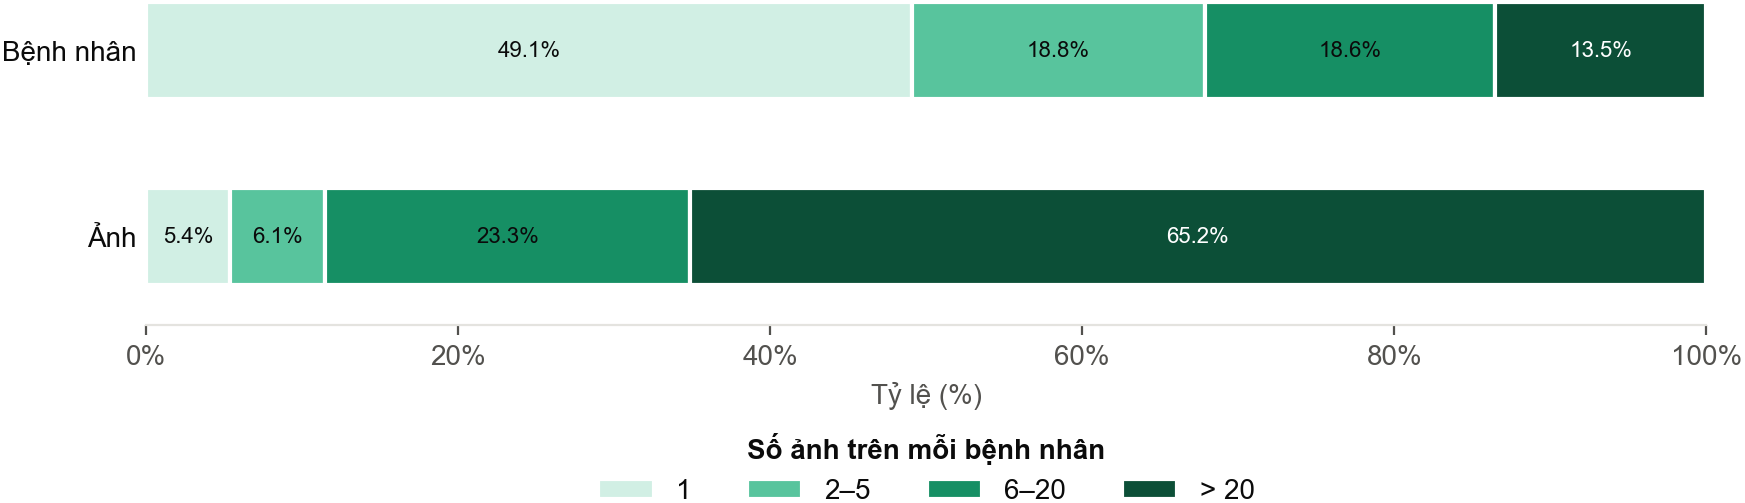 Bệnh nhân 49.1% 18.8% 18.6% 13.5%
Ảnh 5.4% 6.1% 23.3% 65.2%
0% 20% 40% 60% 80% 100%
Tỷ lệ (%)
Số ảnh trên mỗi bệnh nhân
1 2–5 6–20 > 20